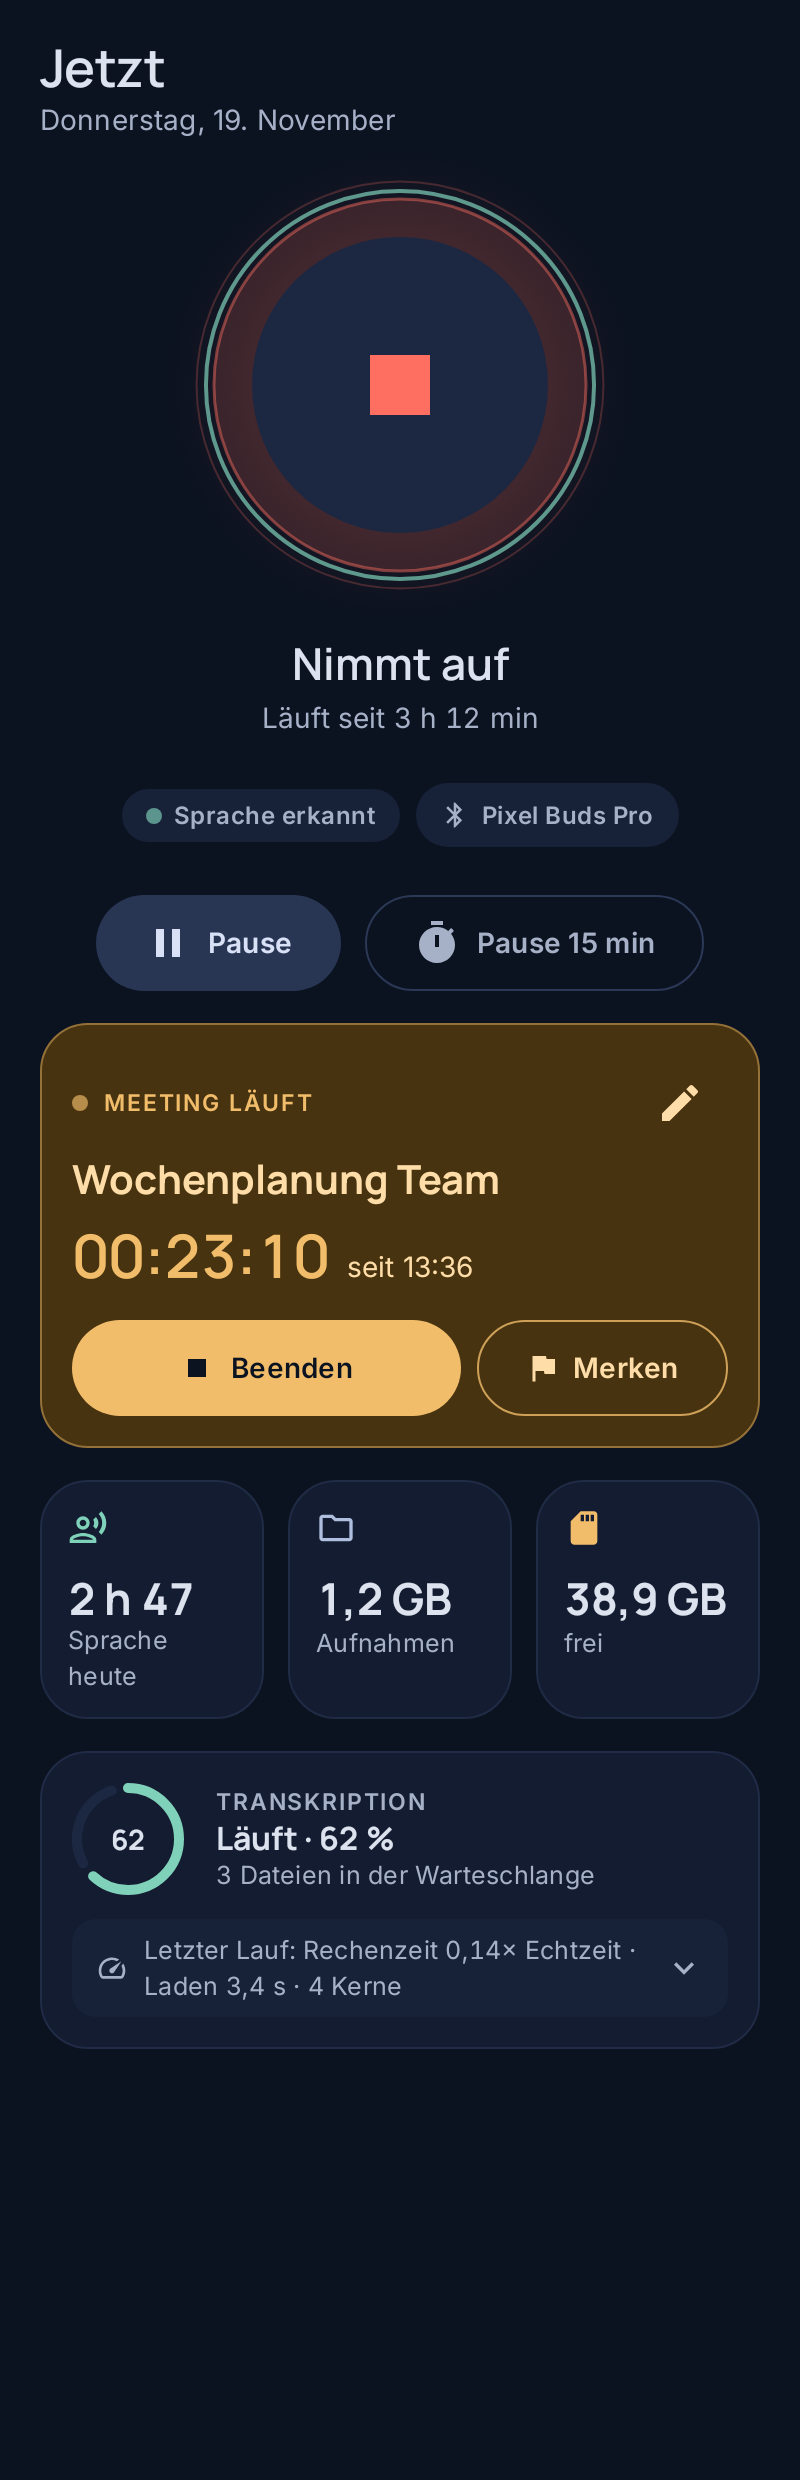 Jetzt
Donnerstag, 19. November
Nimmt auf
Läuft seit 3 h 12 min
Sprache erkannt
Pixel Buds Pro
Pause
Pause 15 min
MEETING LÄUFT
Wochenplanung Team
00:23:10 seit 13:36
Beenden
Merken
2 h 47
Sprache
heute
1,2 GB
Aufnahmen
38,9 GB
frei
62
TRANSKRIPTION
Läuft · 62 %
3 Dateien in der Warteschlange
Letzter Lauf: Rechenzeit 0,14× Echtzeit ·
Laden 3,4 s · 4 Kerne